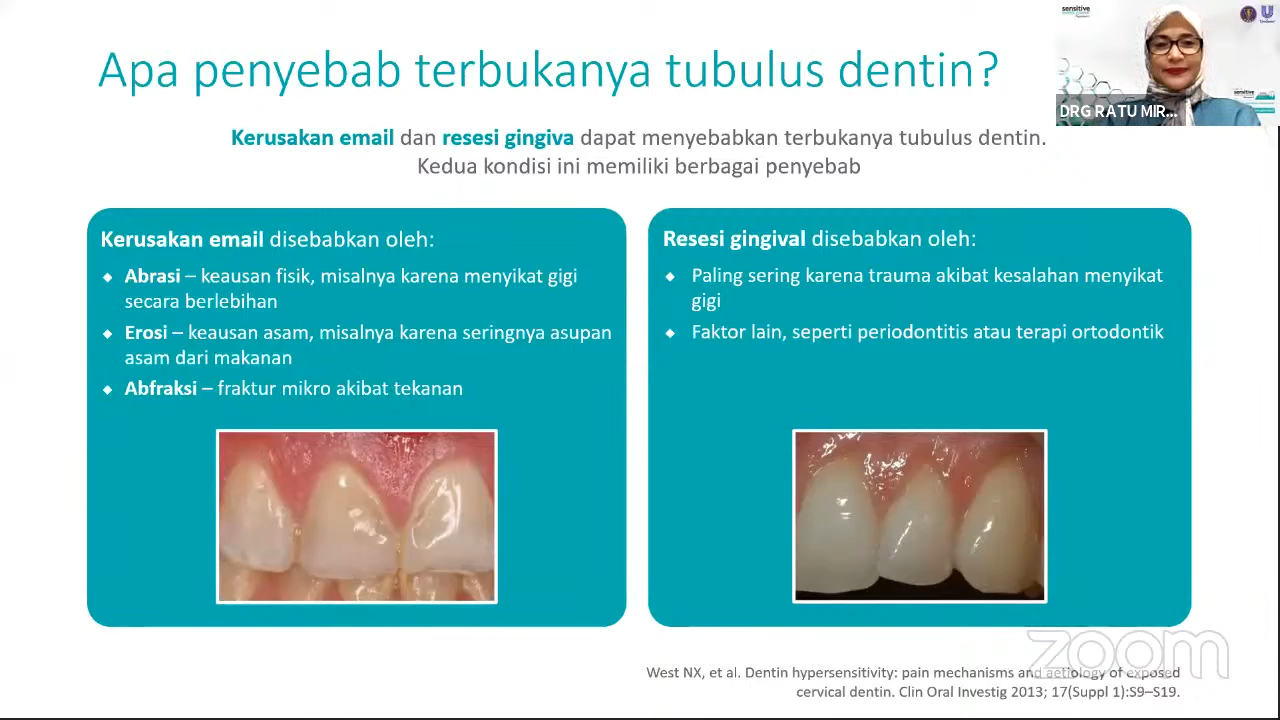 sensitive
Apa penyebab terbukanya tubulus dentin?
DRG RATU MIR...
Kerusakan email dan resesi gingiva dapat menyebabkan terbukanya tubulus dentin.
Kedua kondisi ini memiliki berbagai penyebab
Kerusakan email disebabkan oleh:
Abrasi – keausan fisik, misalnya karena menyikat gigi
secara berlebihan
Erosi – keausan asam, misalnya karena seringnya asupan
asam dari makanan
Abfraksi – fraktur mikro akibat tekanan
Resesi gingival disebabkan oleh:
Paling sering karena trauma akibat kesalahan menyikat
gigi
Faktor lain, seperti periodontitis atau terapi ortodontik
zoom
West NX, et al. Dentin hypersensitivity: pain mechanisms and aetiology of exposed
cervical dentin. Clin Oral Investig 2013; 17(Suppl 1):S9–S19.